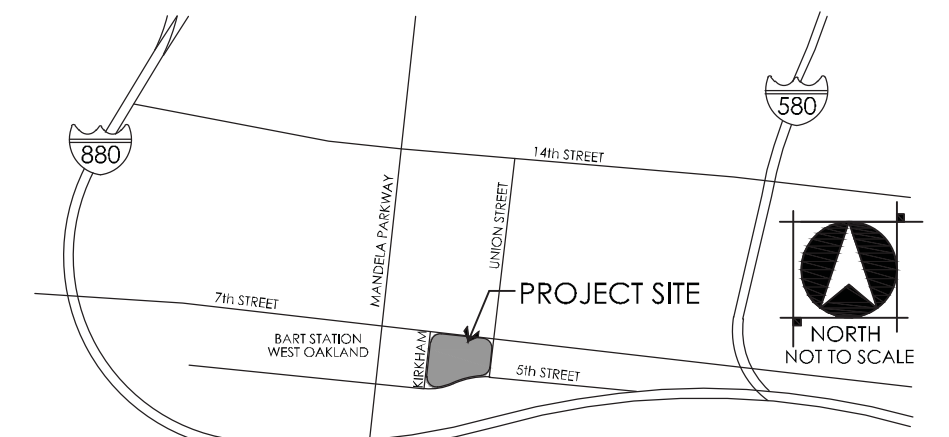 580
880
14th STREET
MANDELA PARKWAY
UNION STREET
PROJECT SITE
7th STREET
BART STATION
WEST OAKLAND
KIRKHAM
5th STREET
NORTH
NOT TO SCALE